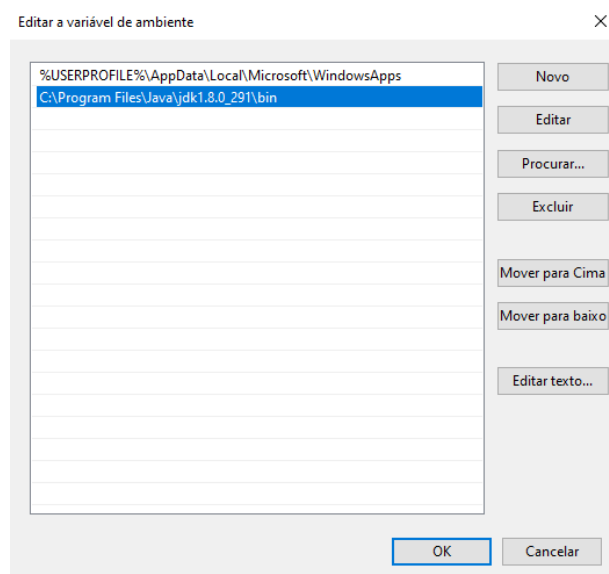 Editar a variável de ambiente
%USERPROFILE%\AppData\Local\Microsoft\WindowsApps
C:\Program Files\Java\jdk1.8.0_291\bin
Novo
Editar
Procurar...
Excluir
Mover para Cima
Mover para baixo
Editar texto...
OK
Cancelar